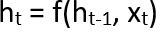 hₜ = f(hₜ₋₁, xₜ)